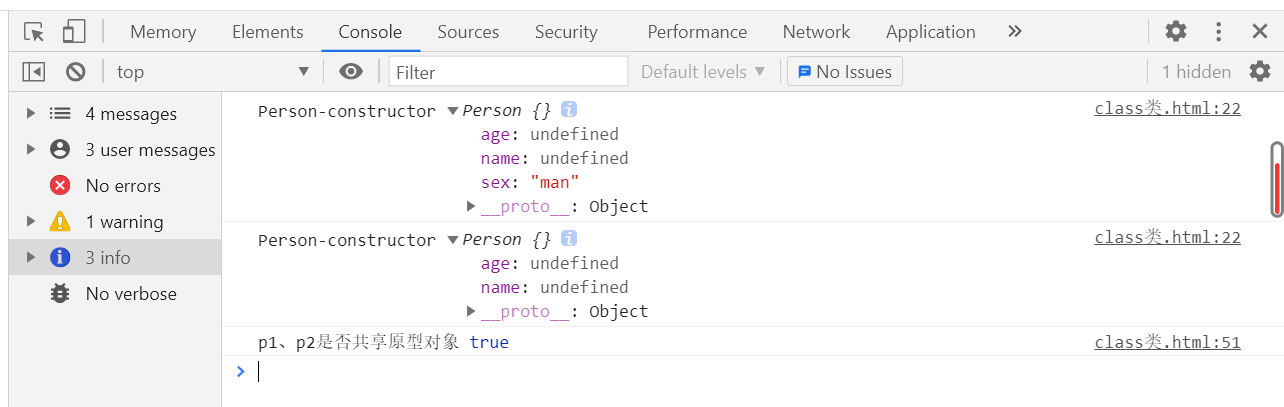 Memory Elements Console Sources Security Performance Network Application
top Filter Default levels No Issues 1 hidden
4 messages
3 user messages
No errors
1 warning
3 info
No verbose
Person-constructor Person {} i class类.html:22
age: undefined
name: undefined
sex: "man"
__proto__: Object
Person-constructor Person {} i class类.html:22
age: undefined
name: undefined
__proto__: Object
p1、p2是否共享原型对象 true class类.html:51